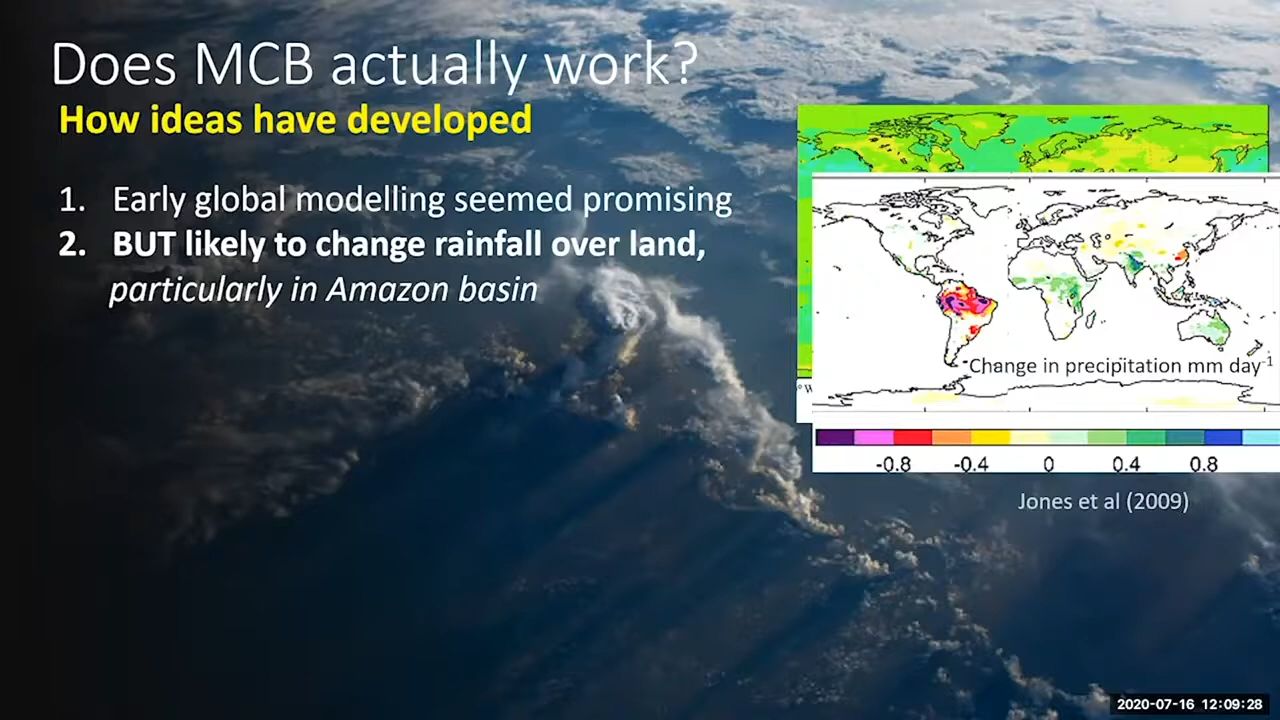 Does MCB actually work?
How ideas have developed
1. Early global modelling seemed promising
2. BUT likely to change rainfall over land,
particularly in Amazon basin
Change in precipitation mm day-1
-0.8 -0.4 0 0.4 0.8
Jones et al (2009)
2020-07-16 12:09:28